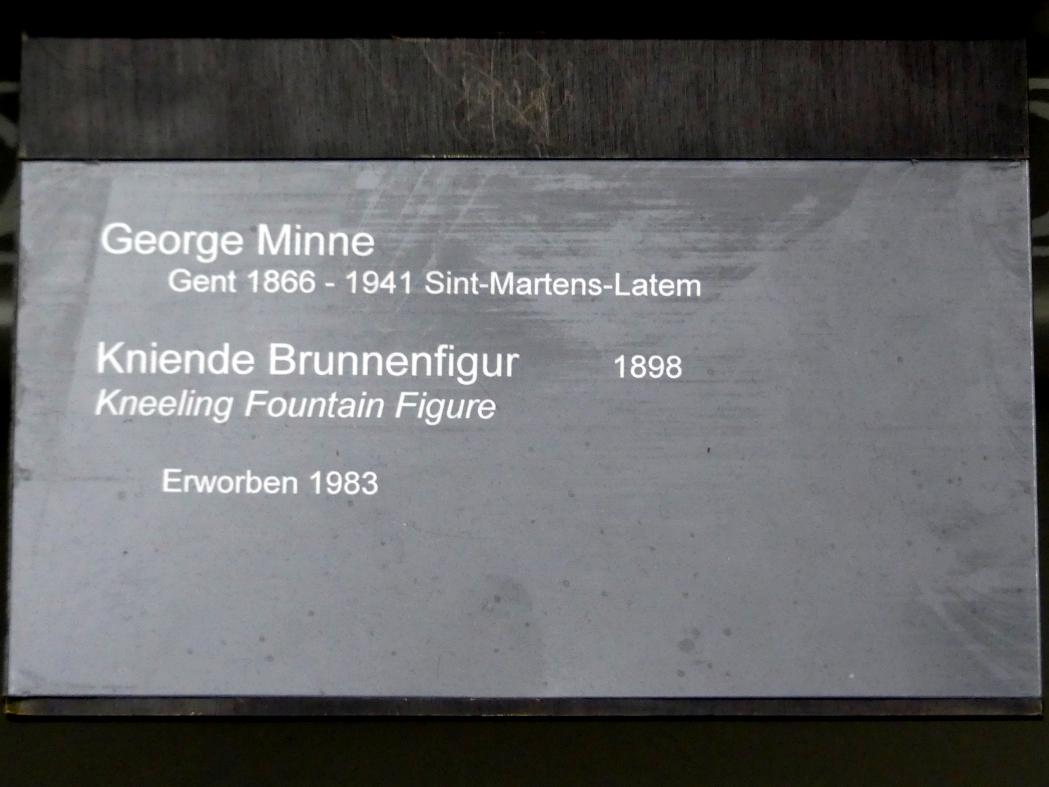 George Minne
Gent 1866 - 1941 Sint-Martens-Latem
Kniende Brunnenfigur 1898
Kneeling Fountain Figure
Erworben 1983